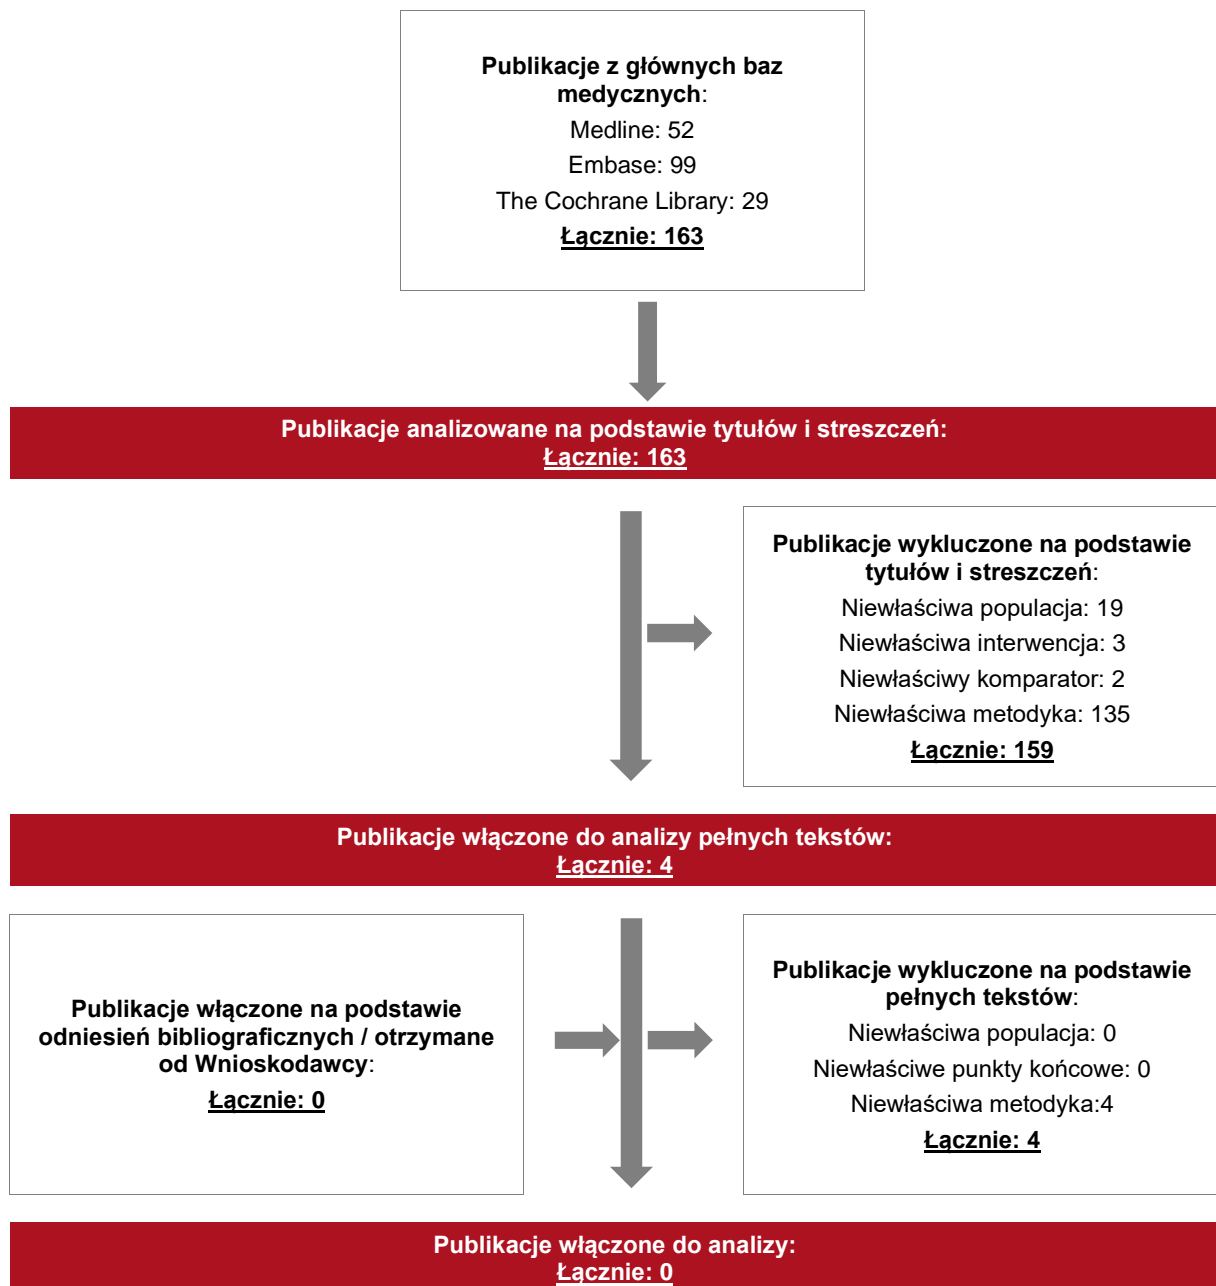 Publikacje z głównych baz
medycznych:
Medline: 52
Embase: 99
The Cochrane Library: 29
Łącznie: 163
Publikacje analizowane na podstawie tytułów i streszczeń:
Łącznie: 163
Publikacje wykluczone na podstawie
tytułów i streszczeń:
Niewłaściwa populacja: 19
Niewłaściwa interwencja: 3
Niewłaściwy komparator: 2
Niewłaściwa metodyka: 135
Łącznie: 159
Publikacje włączone do analizy pełnych tekstów:
Łącznie: 4
Publikacje włączone na podstawie
odniesień bibliograficznych / otrzymane
od Wnioskodawcy:
Łącznie: 0
Publikacje wykluczone na podstawie
pełnych tekstów:
Niewłaściwa populacja: 0
Niewłaściwe punkty końcowe: 0
Niewłaściwa metodyka:4
Łącznie: 4
Publikacje włączone do analizy:
Łącznie: 0